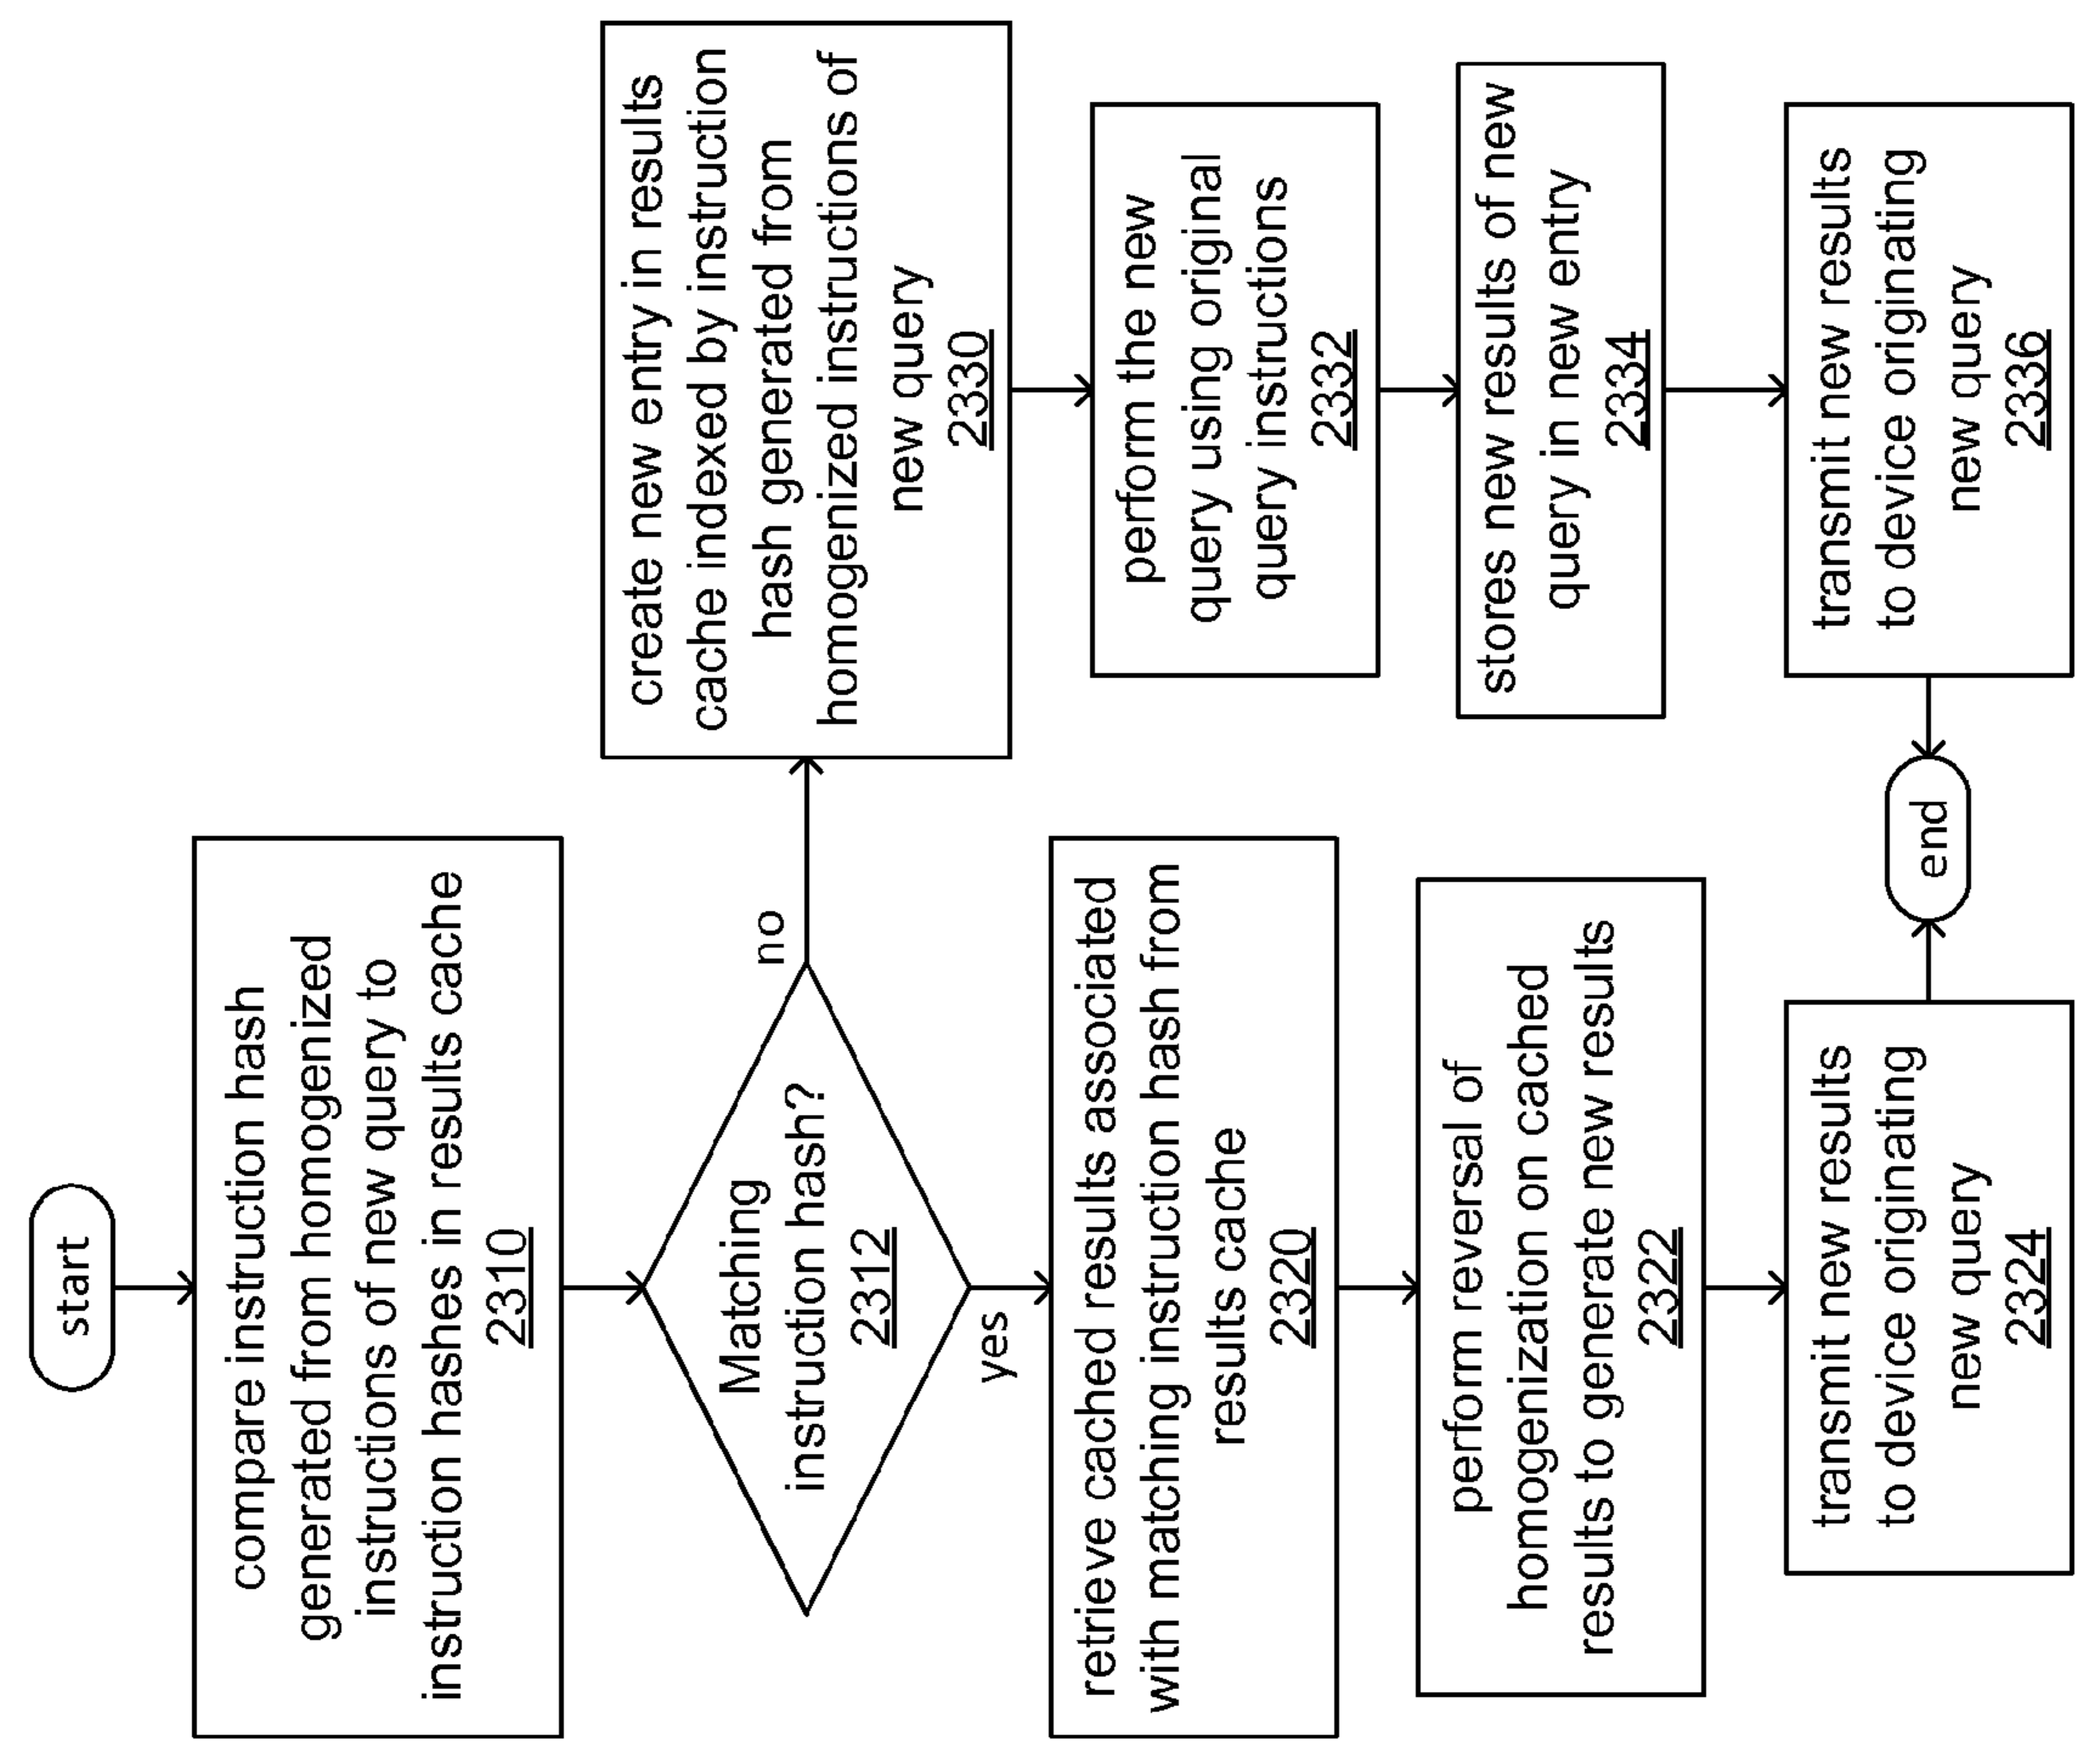 start
compare instruction hash
generated from homogenized
instructions of new query to
instruction hashes in results cache
2310
Matching
instruction hash?
2312
yes
no
retrieve cached results associated
with matching instruction hash from
results cache
2320
perform reversal of
homogenization on cached
results to generate new results
2322
transmit new results
to device originating
new query
2324
create new entry in results
cache indexed by instruction
hash generated from
homogenized instructions of
new query
2330
perform the new
query using original
query instructions
2332
stores new results of new
query in new entry
2334
transmit new results
to device originating
new query
2336
end